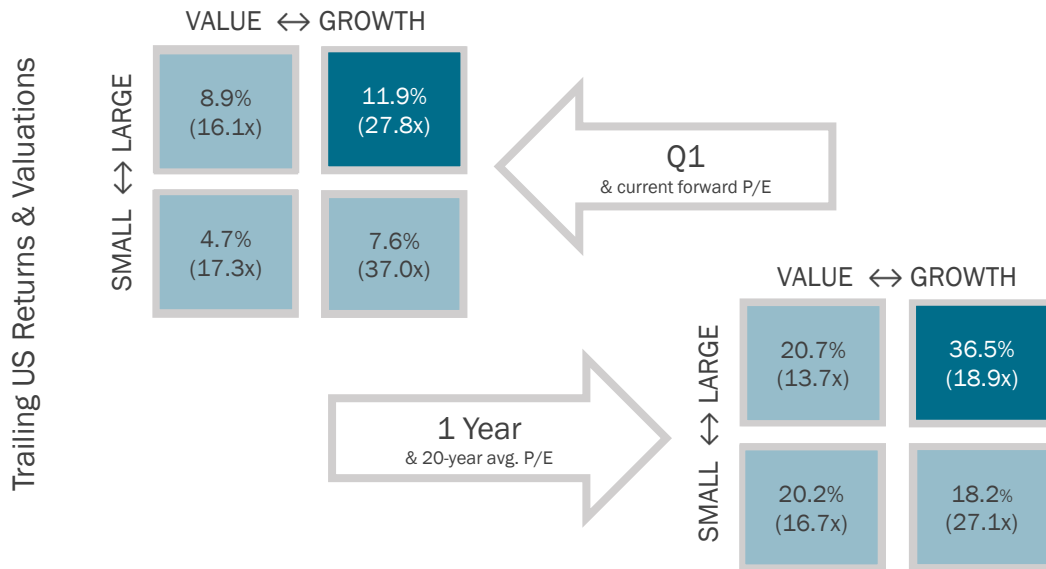 Trailing US Returns & Valuations
VALUE ↔ GROWTH
SMALL ↔ LARGE
8.9%
(16.1x)
11.9%
(27.8x)
4.7%
(17.3x)
7.6%
(37.0x)
Q1
& current forward P/E
1 Year
& 20-year avg. P/E
VALUE ↔ GROWTH
SMALL ↔ LARGE
20.7%
(13.7x)
36.5%
(18.9x)
20.2%
(16.7x)
18.2%
(27.1x)